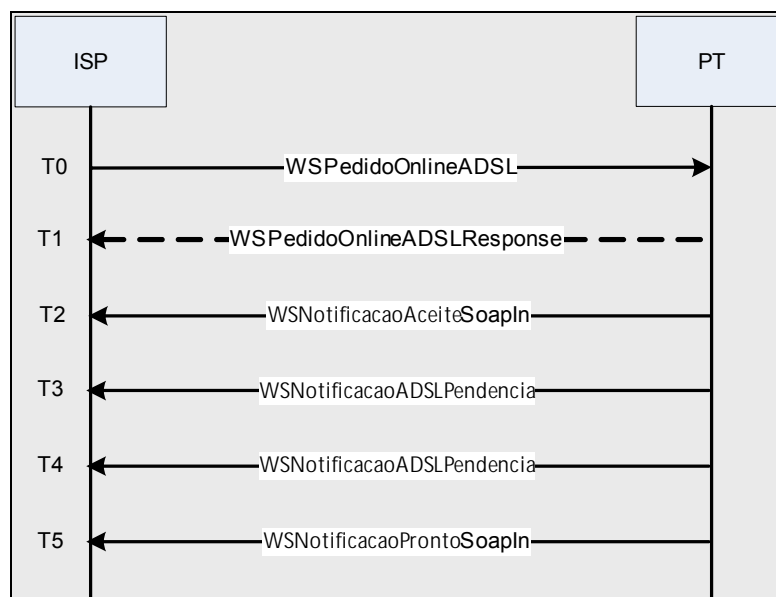 ISP
PT
T0
WSPedidoOnlineADSL
T1
WSPedidoOnlineADSLResponse
T2
WSNotificacaoAceiteSoapIn
T3
WSNotificacaoADSLPendencia
T4
WSNotificacaoADSLPendencia
T5
WSNotificacaoProntoSoapIn